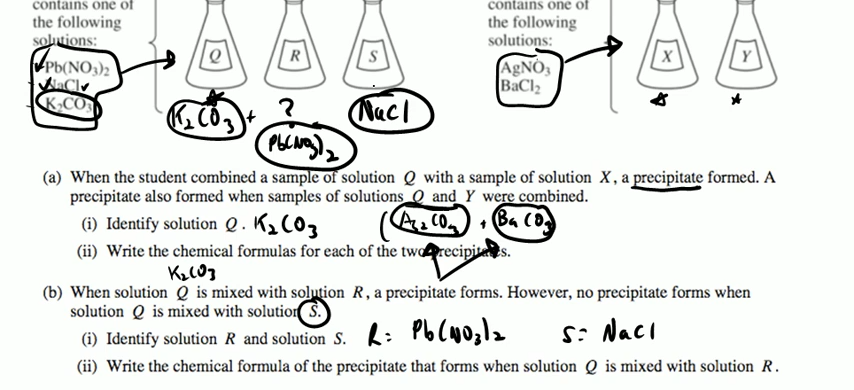 contains one of
the following
solutions:
Pb(NO₃)₂
NaCl
K₂CO₃
Q
R
S
contains one of
the following
solutions:
AgNO₃
BaCl₂
X
Y
K₂CO₃ + ?
Pb(NO₃)₂
NaCl
(a) When the student combined a sample of solution Q with a sample of solution X, a precipitate formed. A
precipitate also formed when samples of solutions Q and Y were combined.
(i) Identify solution Q. K₂CO₃ (Ag₂CO₃ + BaCO₃
(ii) Write the chemical formulas for each of the two precipitates.
K₂CO₃
(b) When solution Q is mixed with solution R, a precipitate forms. However, no precipitate forms when
solution Q is mixed with solution S.
(i) Identify solution R and solution S. R: Pb(NO₃)₂ S= NaCl
(ii) Write the chemical formula of the precipitate that forms when solution Q is mixed with solution R.